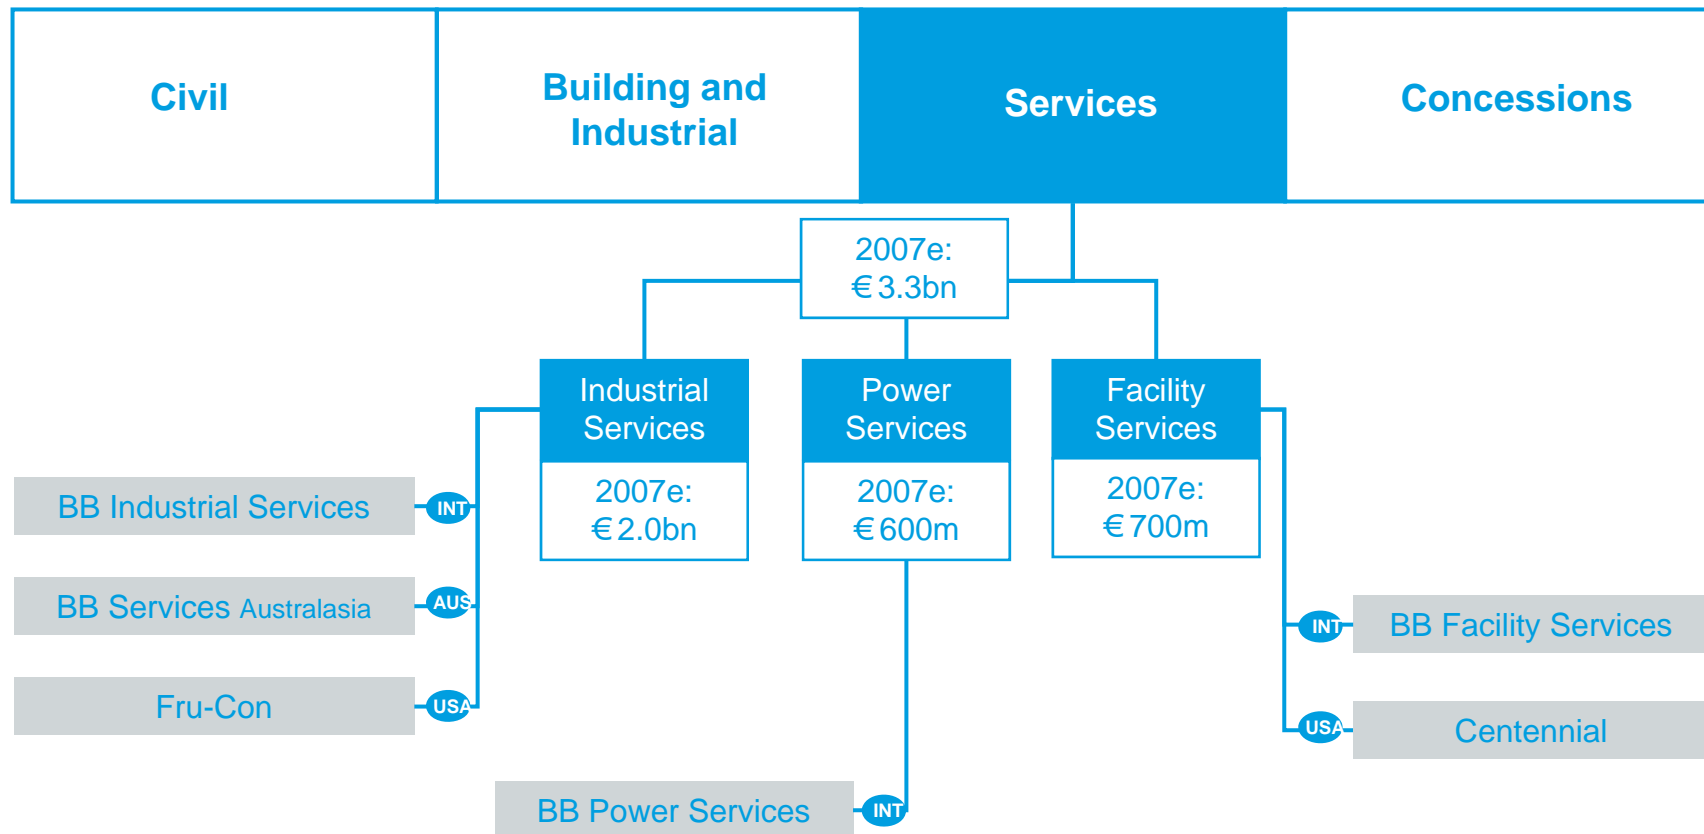 Civil
Building and
Industrial
Services
Concessions
2007e:
€ 3.3bn
Industrial
Services
2007e:
€ 2.0bn
Power
Services
2007e:
€ 600m
Facility
Services
2007e:
€ 700m
BB Industrial Services
INT
BB Services Australasia
AUS
Fru-Con
USA
BB Power Services
INT
INT
BB Facility Services
USA
Centennial